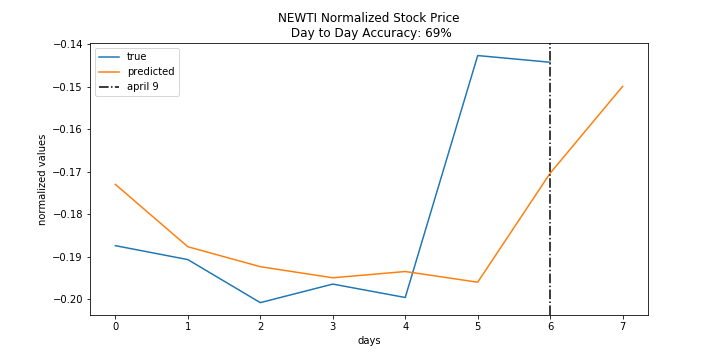 NEWTI Normalized Stock Price
Day to Day Accuracy: 69%
true
predicted
april 9
normalized values
−0.14
−0.15
−0.16
−0.17
−0.18
−0.19
−0.20
0 1 2 3 4 5 6 7
days